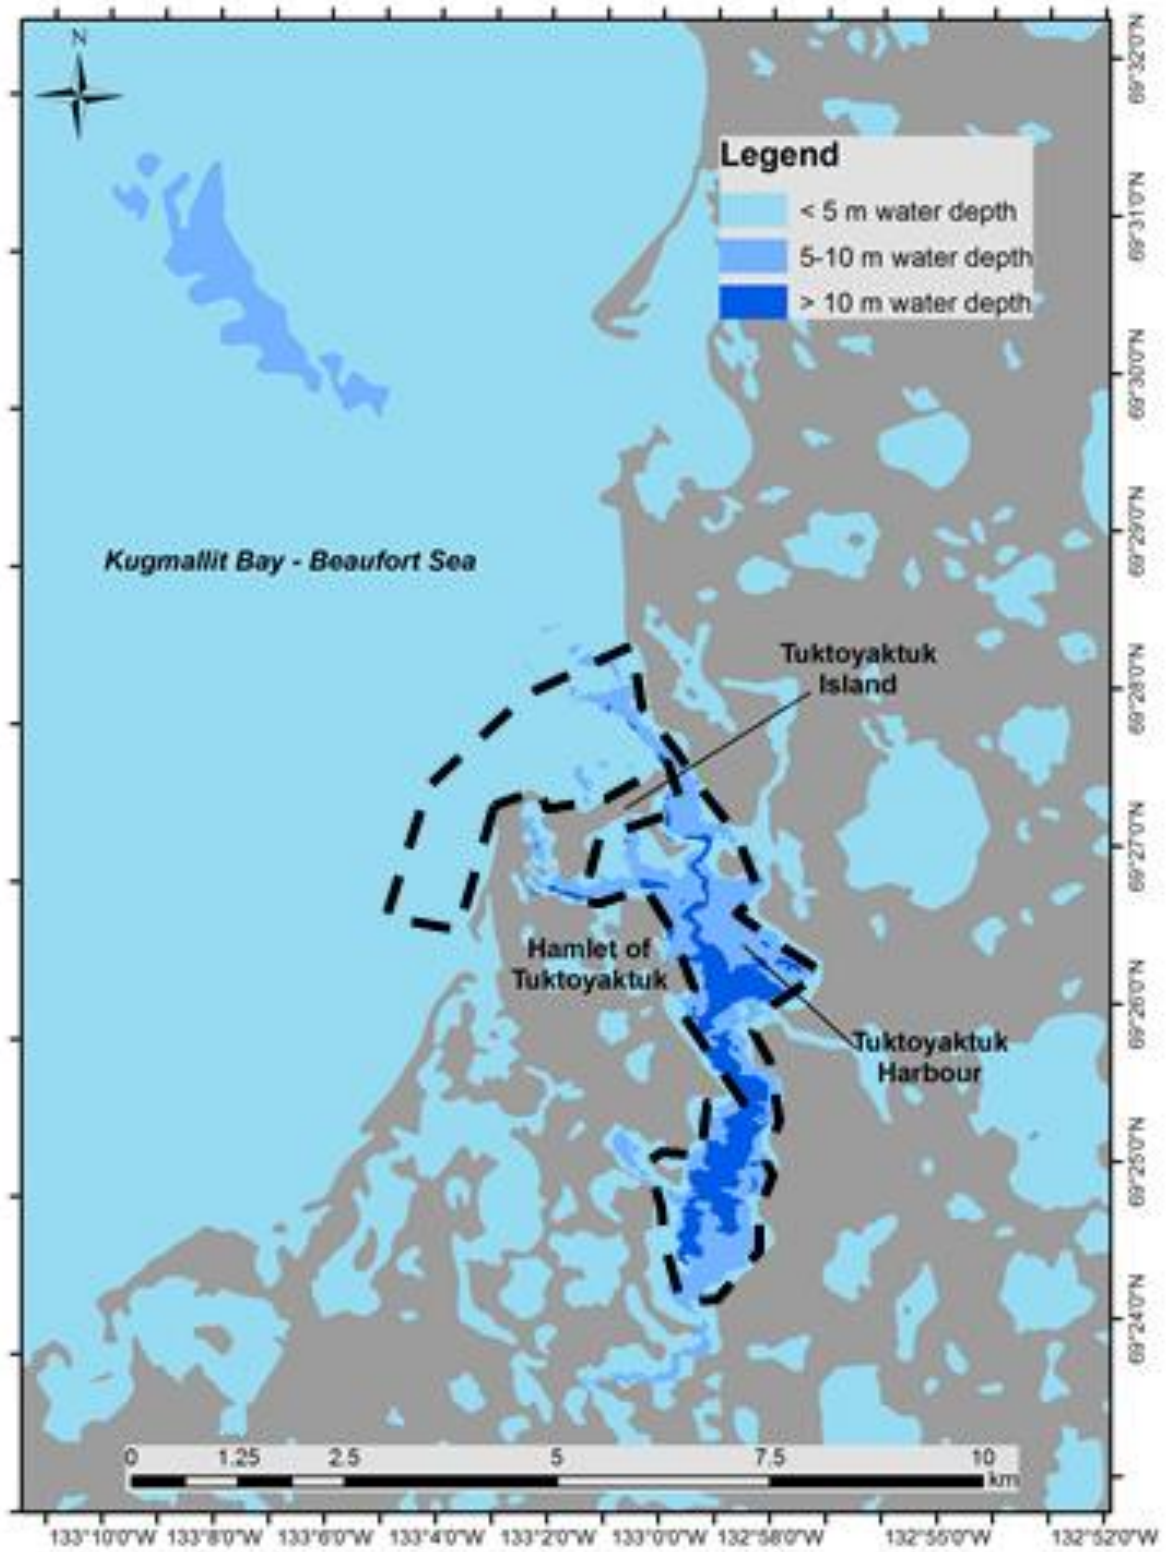 N
Legend
< 5 m water depth
5-10 m water depth
> 10 m water depth
Kugmallit Bay - Beaufort Sea
Tuktoyaktuk
Island
Hamlet of
Tuktoyaktuk
Tuktoyaktuk
Harbour
69°32'0"N
69°31'0"N
69°30'0"N
69°29'0"N
69°28'0"N
69°27'0"N
69°26'0"N
69°25'0"N
69°24'0"N
0 1.25 2.5 5 7.5 10
km
133°10'0"W 133°8'0"W 133°6'0"W 133°4'0"W 133°2'0"W 133°0'0"W 132°58'0"W 132°55'0"W 132°52'0"W